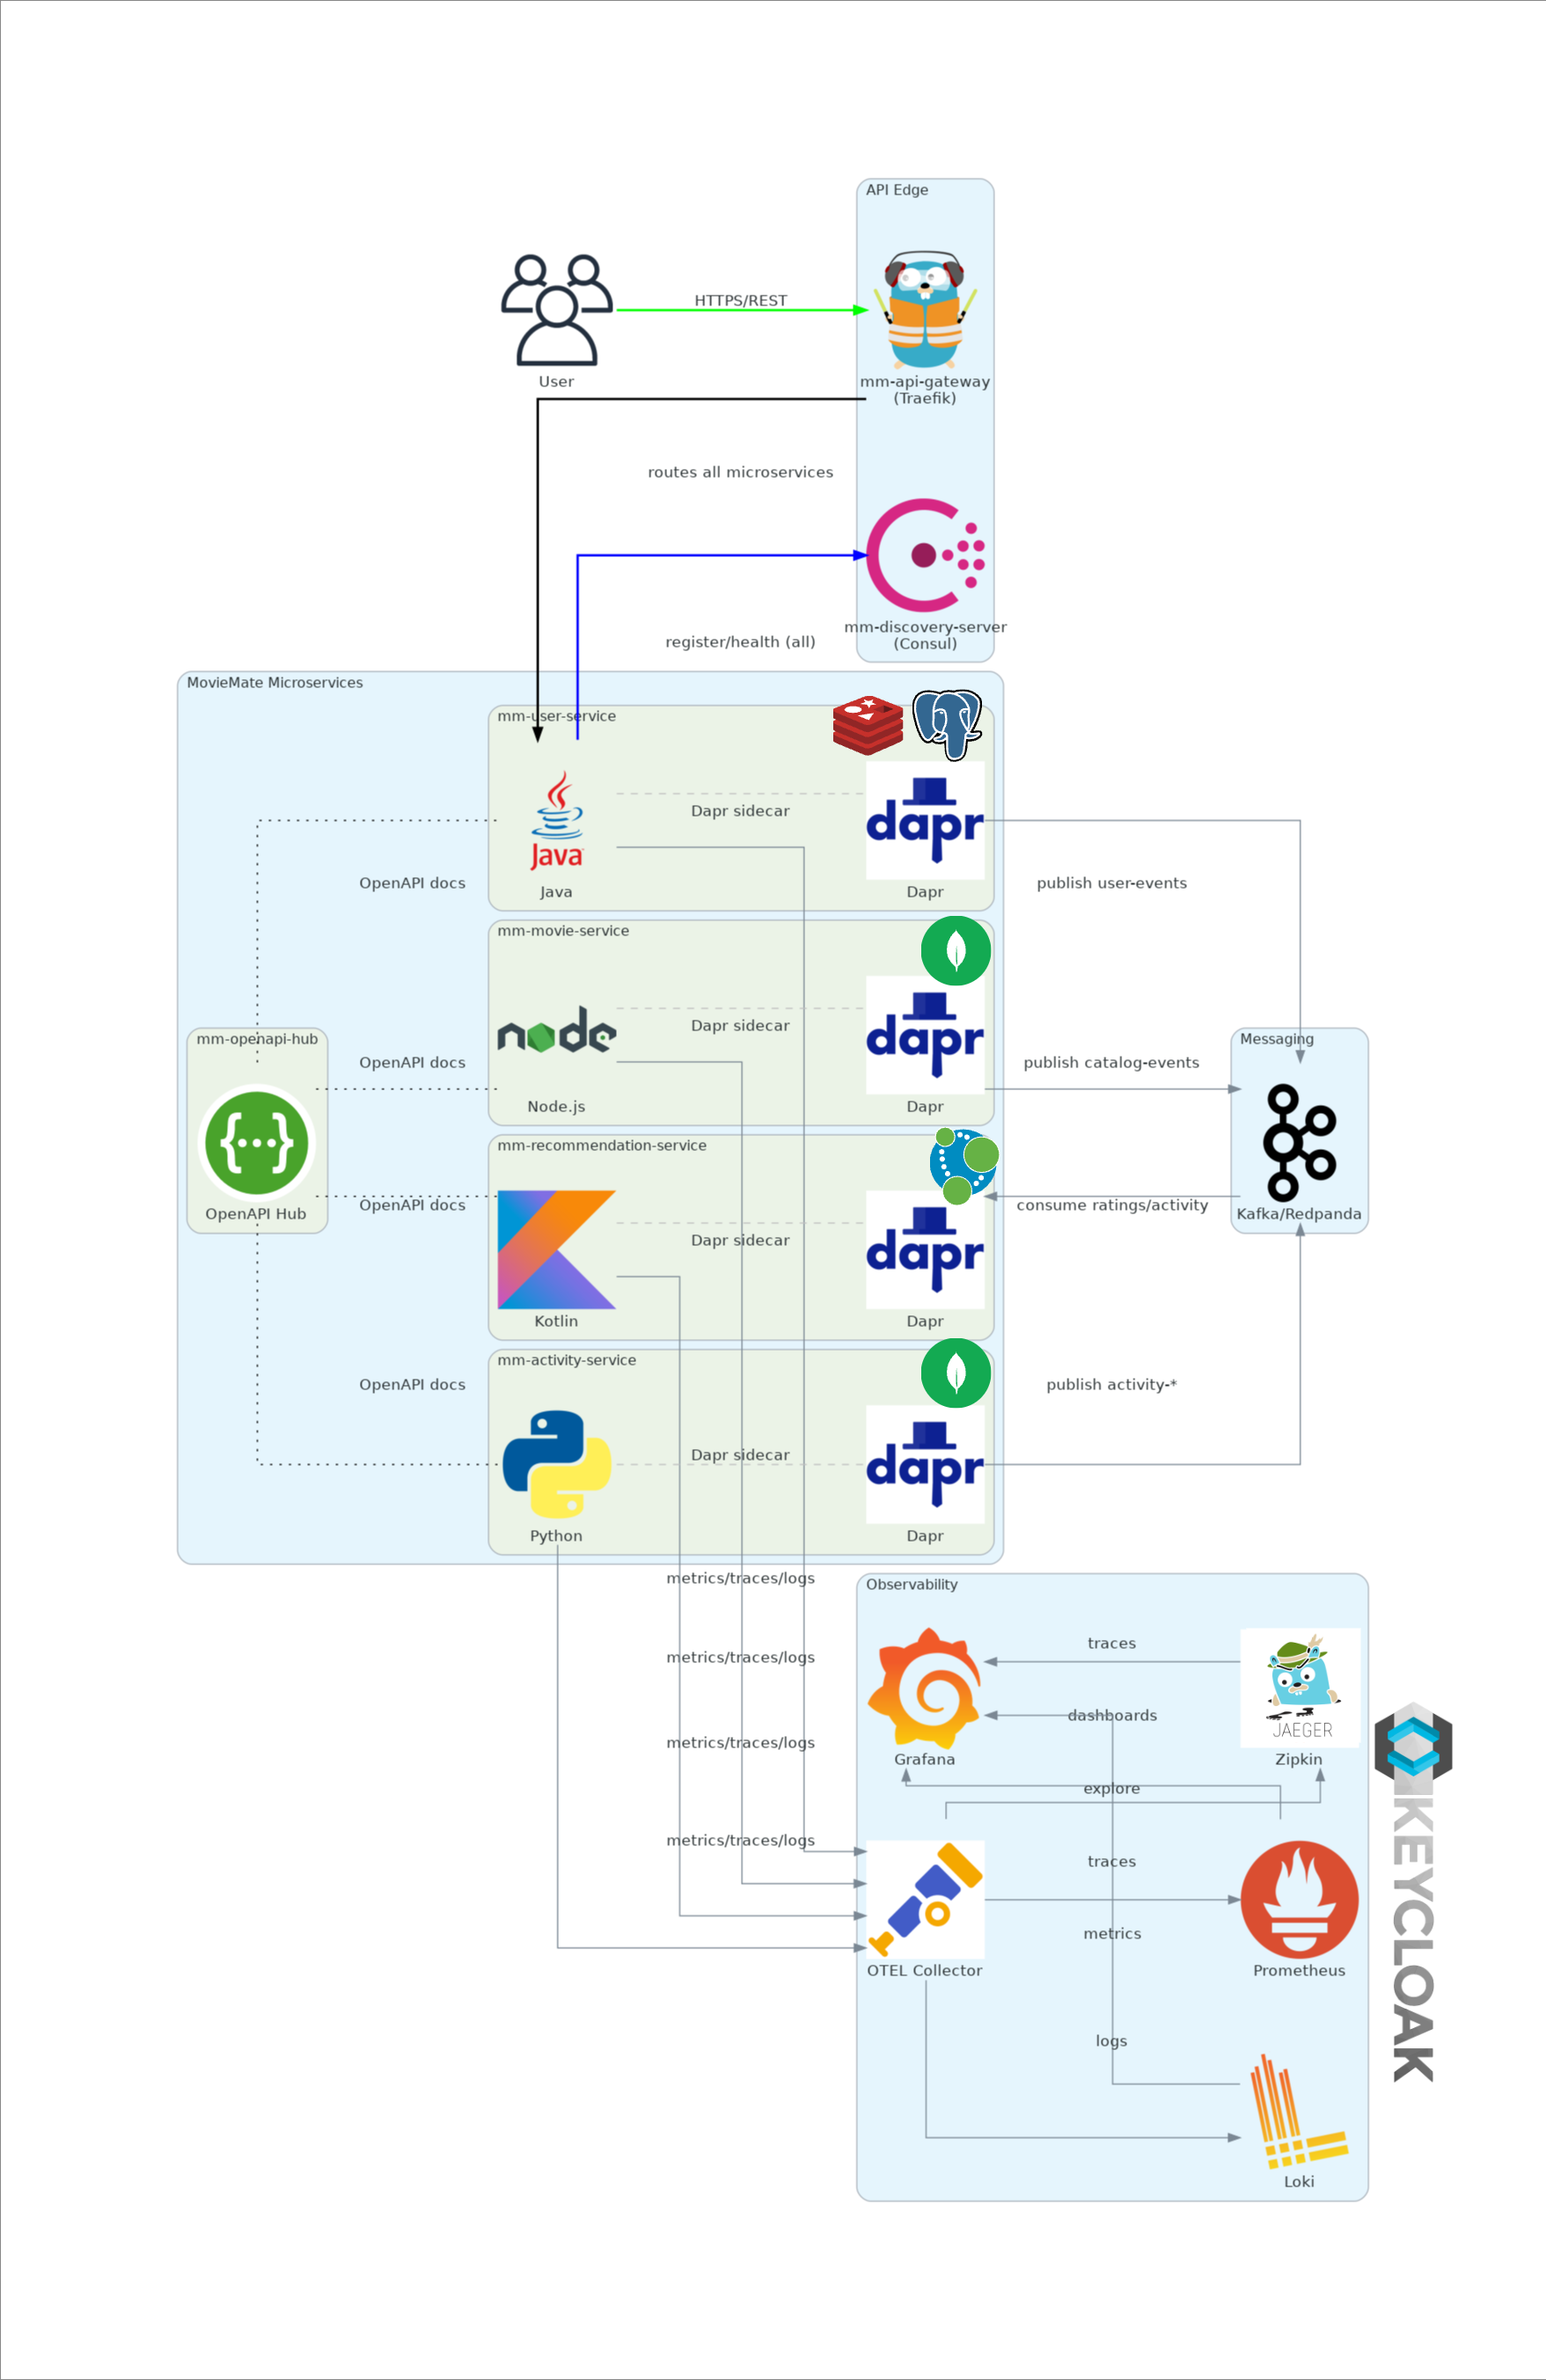 API Edge
HTTPS/REST
User
mm-api-gateway
(Traefik)
routes all microservices
mm-discovery-server
(Consul)
register/health (all)
MovieMate Microservices
mm-user-service
Dapr sidecar
dapr
Java
Java
Dapr
OpenAPI docs
publish user-events
mm-movie-service
node
Dapr sidecar
dapr
Node.js
Dapr
mm-openapi-hub
OpenAPI docs
publish catalog-events
Messaging
{...}
OpenAPI Hub
OpenAPI docs
mm-recommendation-service
consume ratings/activity
Kafka/Redpanda
Dapr sidecar
dapr
Kotlin
Dapr
mm-activity-service
OpenAPI docs
publish activity-*
Dapr sidecar
dapr
Python
Dapr
metrics/traces/logs
metrics/traces/logs
metrics/traces/logs
metrics/traces/logs
Observability
traces
JAEGER
dashboards
Grafana
Zipkin
explore
traces
metrics
OTEL Collector
Prometheus
logs
Loki
KEYCLOAK